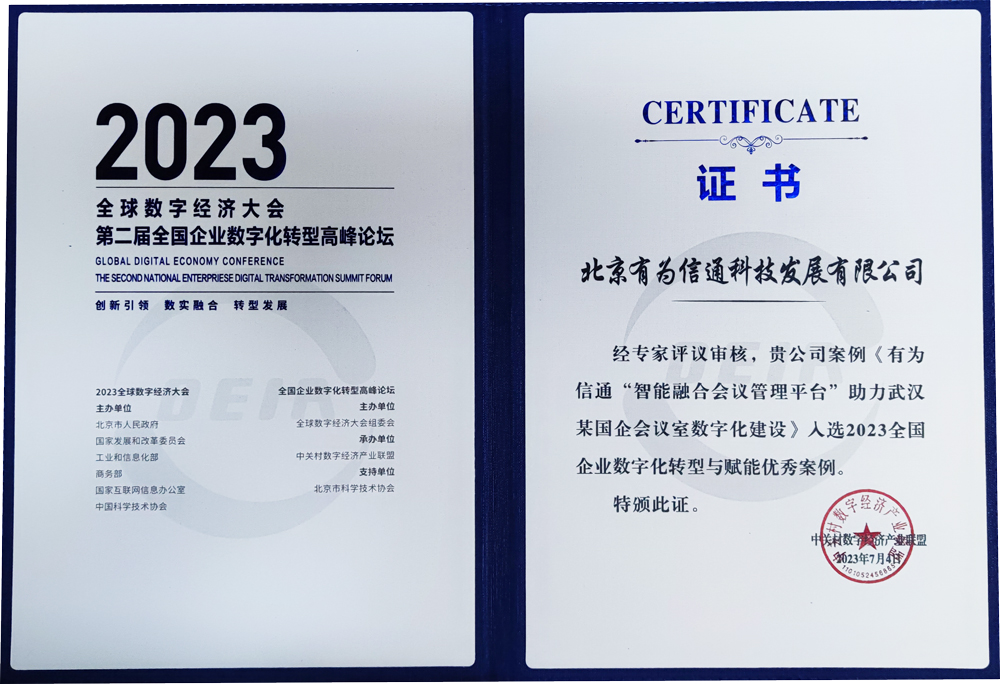 2023
全球数字经济大会
第二届全国企业数字化转型高峰论坛
GLOBAL DIGITAL ECONOMY CONFERENCE
THE SECOND NATIONAL ENTERPRIESE DIGITAL TRANSFORMATION SUMMIT FORUM
创新引领 数实融合 转型发展
2023全球数字经济大会
主办单位
北京市人民政府
国家发展和改革委员会
工业和信息化部
商务部
国家互联网信息办公室
中国科学技术协会
全国企业数字化转型高峰论坛
主办单位
全球数字经济大会组委会
承办单位
中关村数字经济产业联盟
支持单位
北京市科学技术协会
CERTIFICATE
证书
北京有为信通科技发展有限公司
经专家评议审核，贵公司案例《有为
信通“智能融合会议管理平台”助力武汉
某国企会议室数字化建设》入选2023全国
企业数字化转型与赋能优秀案例。
特颁此证。
中关村数字经济产业联盟
2023年7月4日